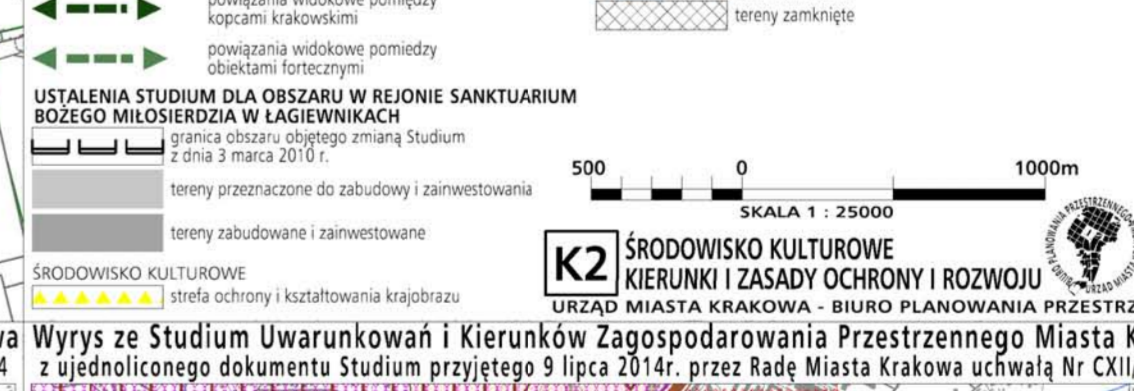 powiązania widokowe pomiędzy
kopcami krakowskimi
tereny zamknięte
powiązania widokowe pomiedzy
obiektami fortecznymi
USTALENIA STUDIUM DLA OBSZARU W REJONIE SANKTUARIUM
BOŻEGO MIŁOSIERDZIA W ŁAGIEWNIKACH
granica obszaru objętego zmianą Studium
z dnia 3 marca 2010 r.
tereny przeznaczone do zabudowy i zainwestowania
tereny zabudowane i zainwestowane
ŚRODOWISKO KULTUROWE
strefa ochrony i kształtowania krajobrazu
500 0 1000m
SKALA 1 : 25000
K2 ŚRODOWISKO KULTUROWE
KIERUNKI I ZASADY OCHRONY I ROZWOJU
URZĄD MIASTA KRAKOWA - BIURO PLANOWANIA PRZESTRZ
wa Wyrys ze Studium Uwarunkowań i Kierunków Zagospodarowania Przestrzennego Miasta K
4 z ujednoliconego dokumentu Studium przyjętego 9 lipca 2014r. przez Radę Miasta Krakowa uchwałą Nr CXII/